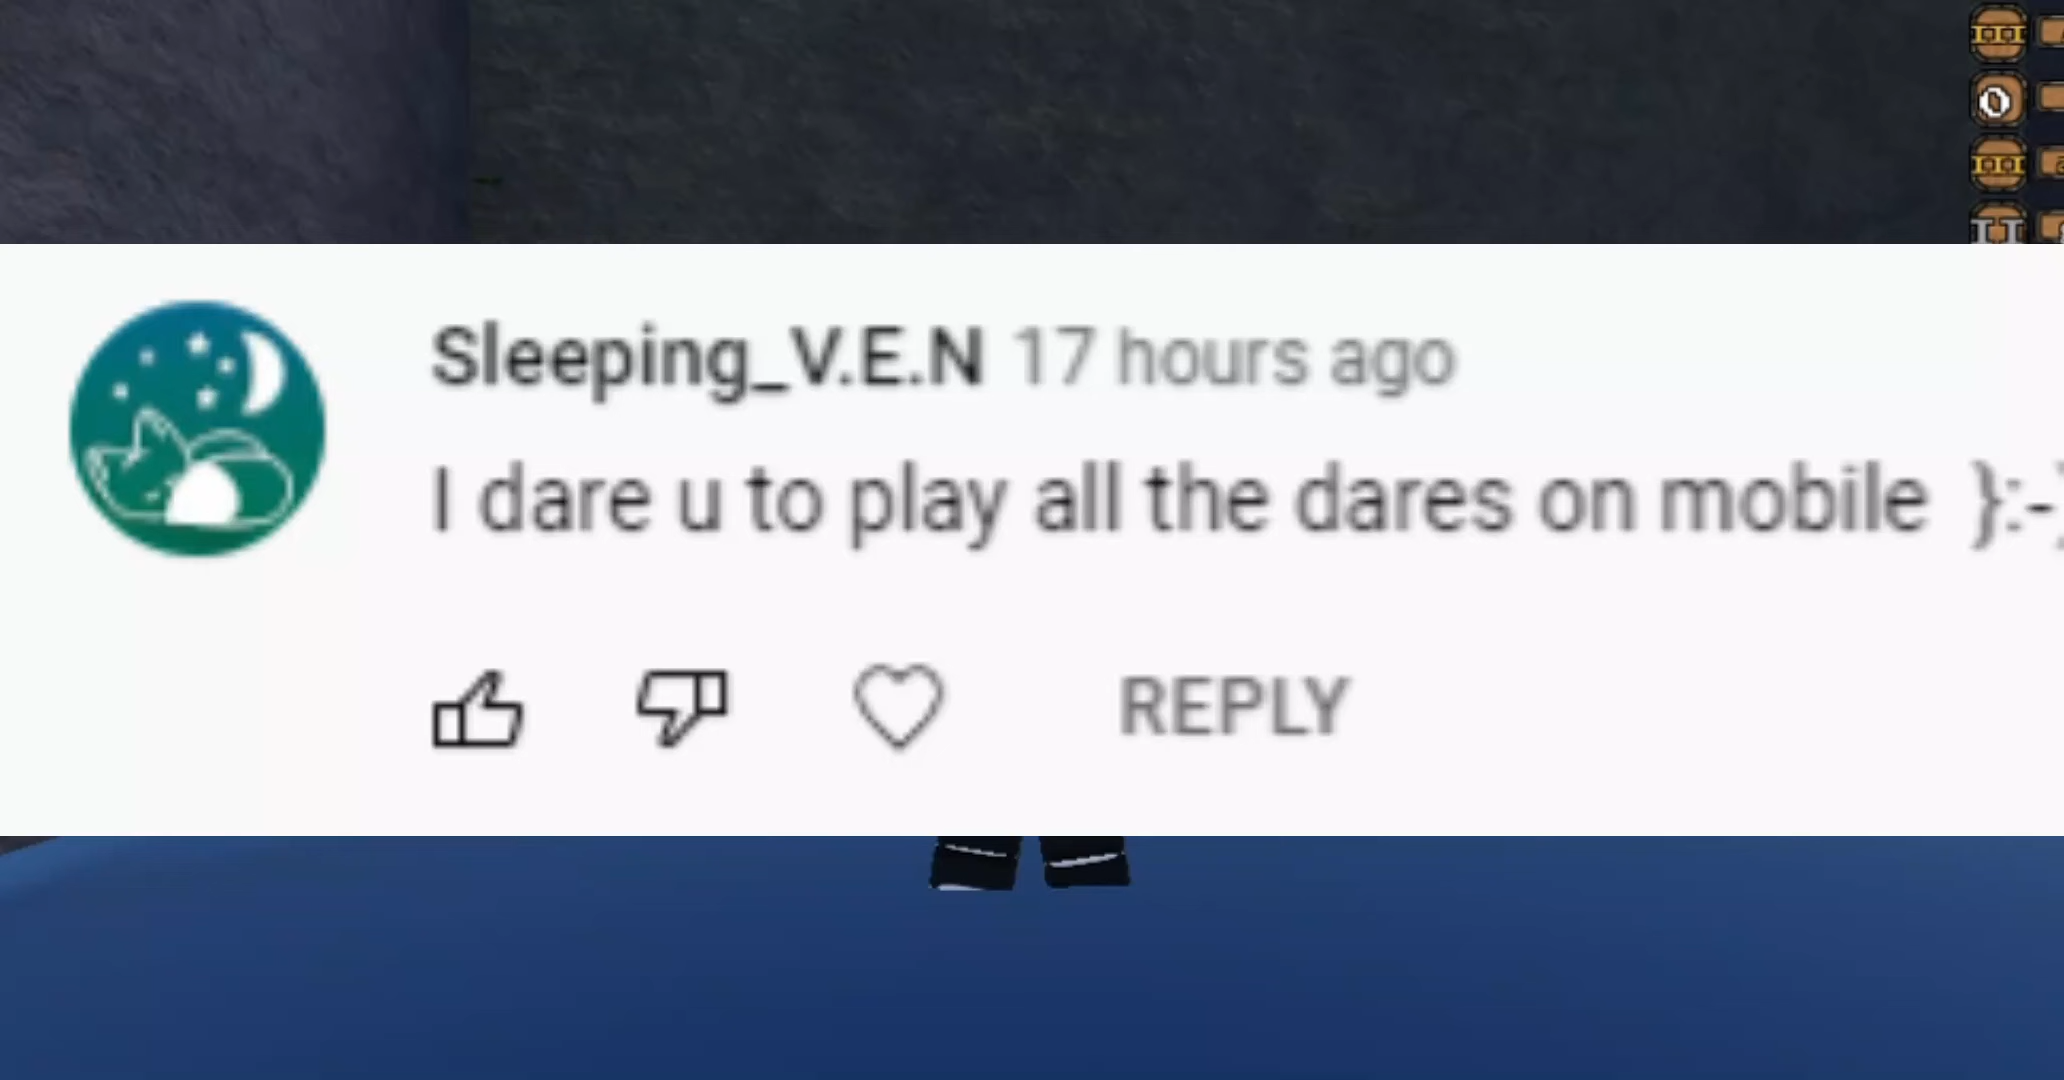 Sleeping_V.E.N 17 hours ago
I dare u to play all the dares on mobile }:-)
REPLY